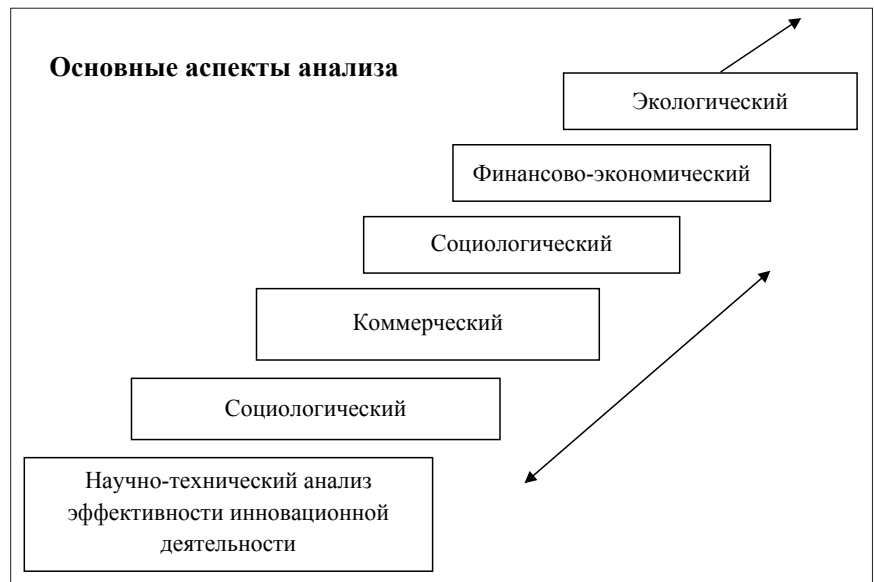 Основные аспекты анализа
Экологический
Финансово-экономический
Социологический
Коммерческий
Социологический
Научно-технический анализ
эффективности инновационной
деятельности